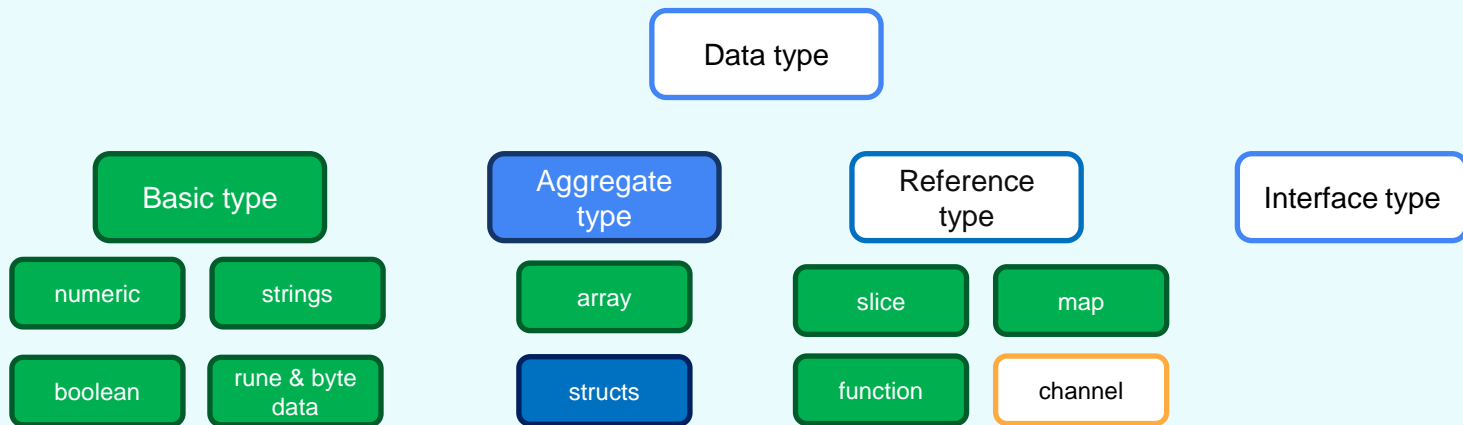 Data type
Basic type
Aggregate
type
Reference
type
Interface type
numeric
strings
array
slice
map
boolean
rune & byte
data
structs
function
channel